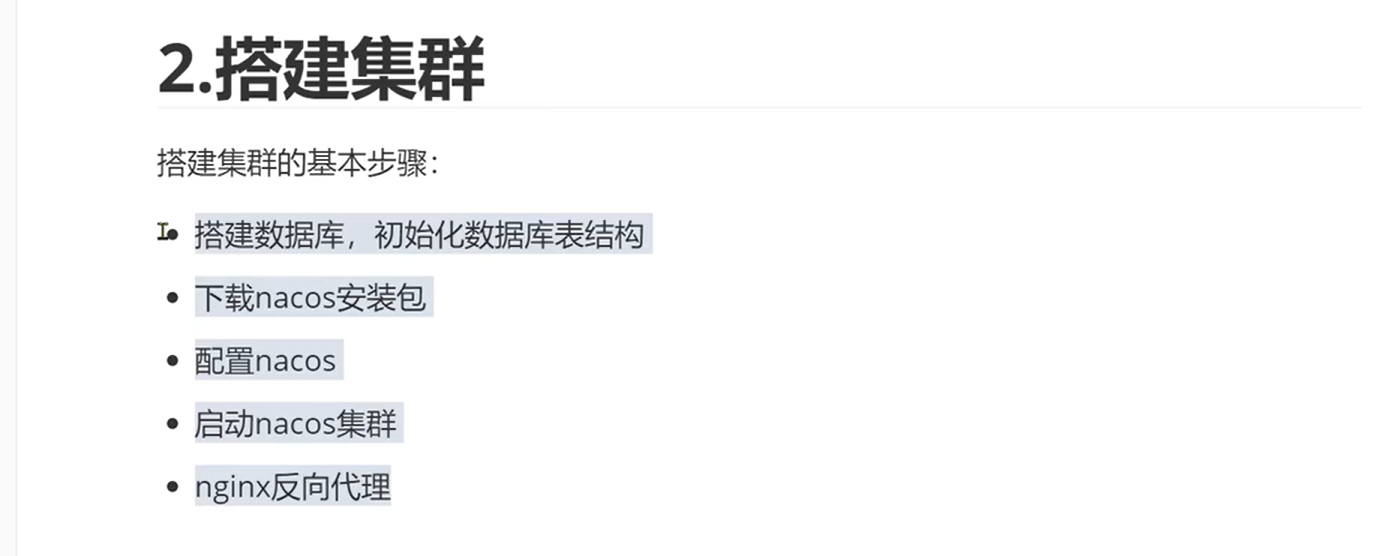 2.搭建集群
搭建集群的基本步骤：
搭建数据库，初始化数据库表结构
下载nacos安装包
配置nacos
启动nacos集群
nginx反向代理